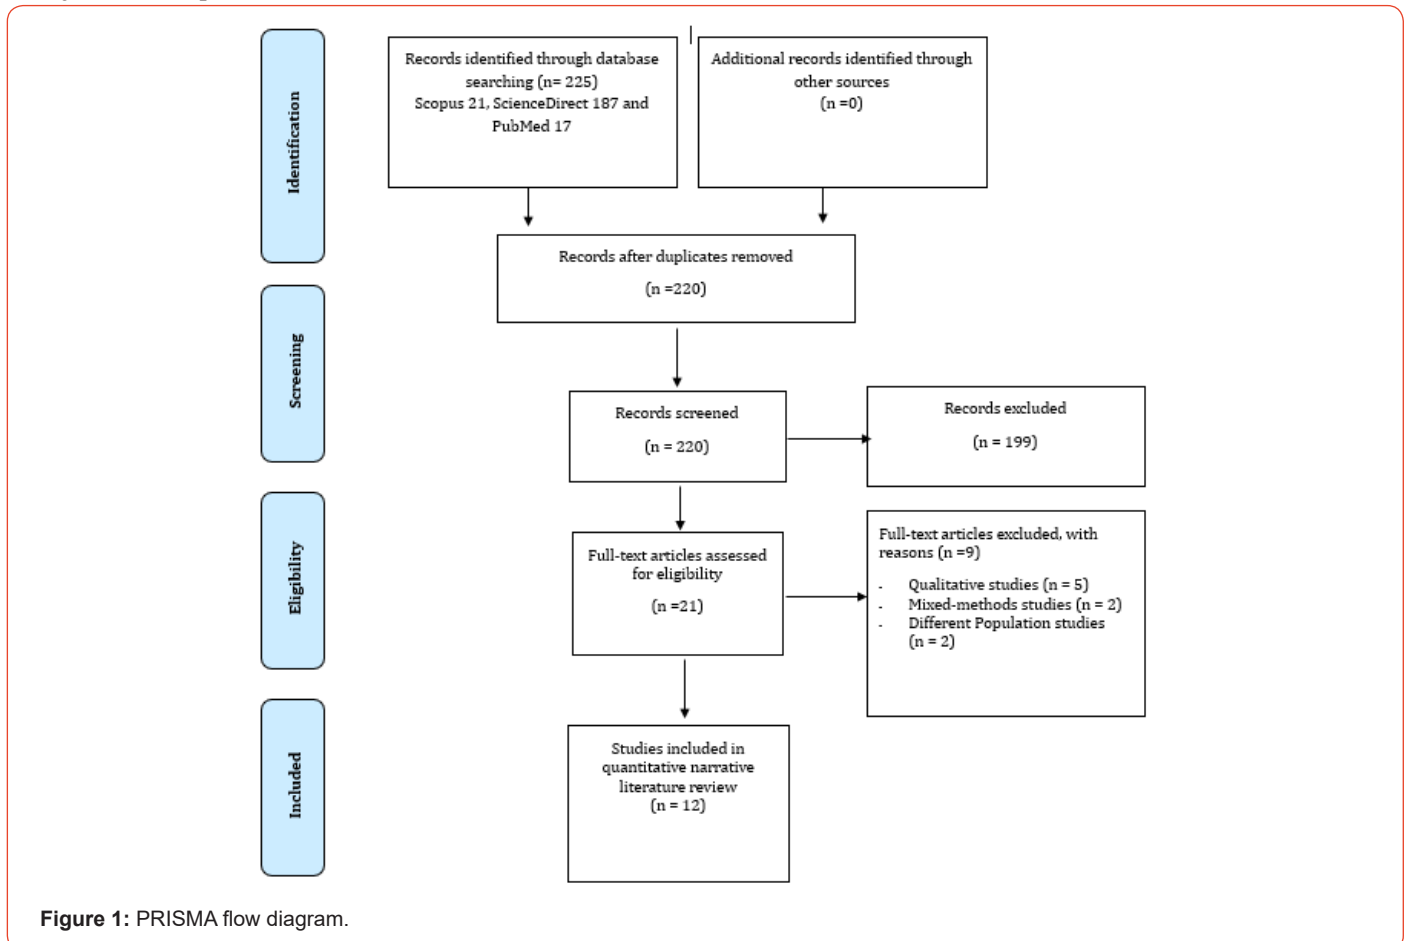 Identification
Records identified through database
searching (n= 225)
Scopus 21, ScienceDirect 187 and
PubMed 17
Additional records identified through
other sources
(n =0)
Records after duplicates removed
(n =220)
Screening
Records screened
(n = 220)
Records excluded
(n = 199)
Eligibility
Full-text articles assessed
for eligibility
(n =21)
Full-text articles excluded, with
reasons (n =9)
- Qualitative studies (n = 5)
- Mixed-methods studies (n = 2)
- Different Population studies
(n = 2)
Included
Studies included in
quantitative narrative
literature review
(n = 12)
Figure 1: PRISMA flow diagram.